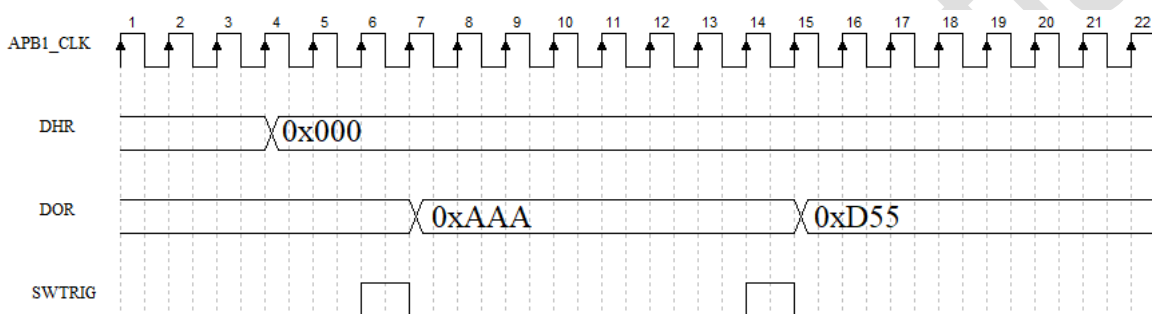 1 2 3 4 5 6 7 8 9 10 11 12 13 14 15 16 17 18 19 20 21 22
APB1_CLK
DHR 0x000
DOR 0xAAA 0xD55
SWTRIG